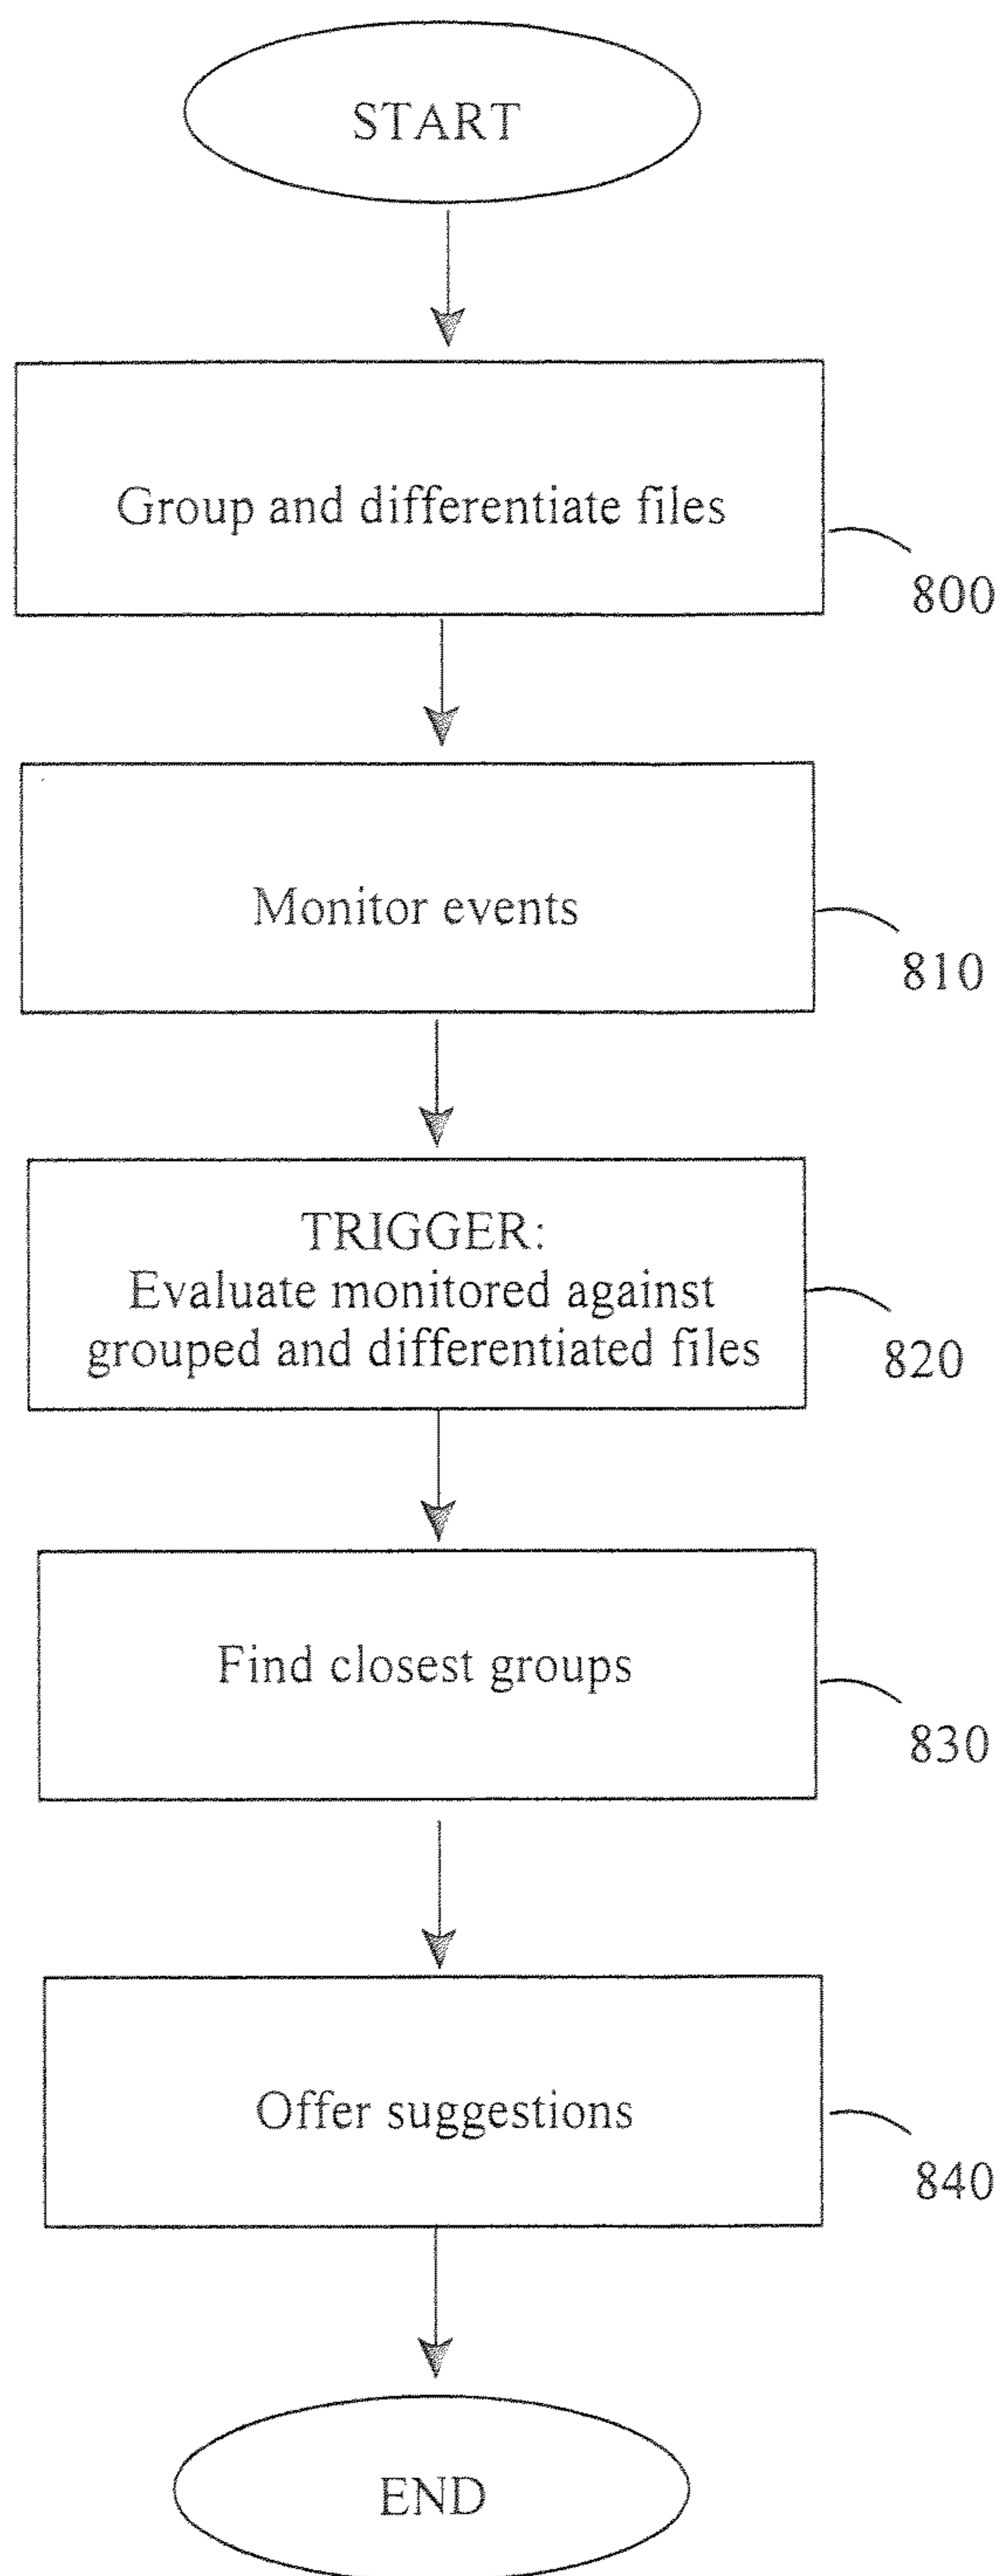 START
Group and differentiate files
800
Monitor events
810
TRIGGER:
Evaluate monitored against
grouped and differentiated files
820
Find closest groups
830
Offer suggestions
840
END